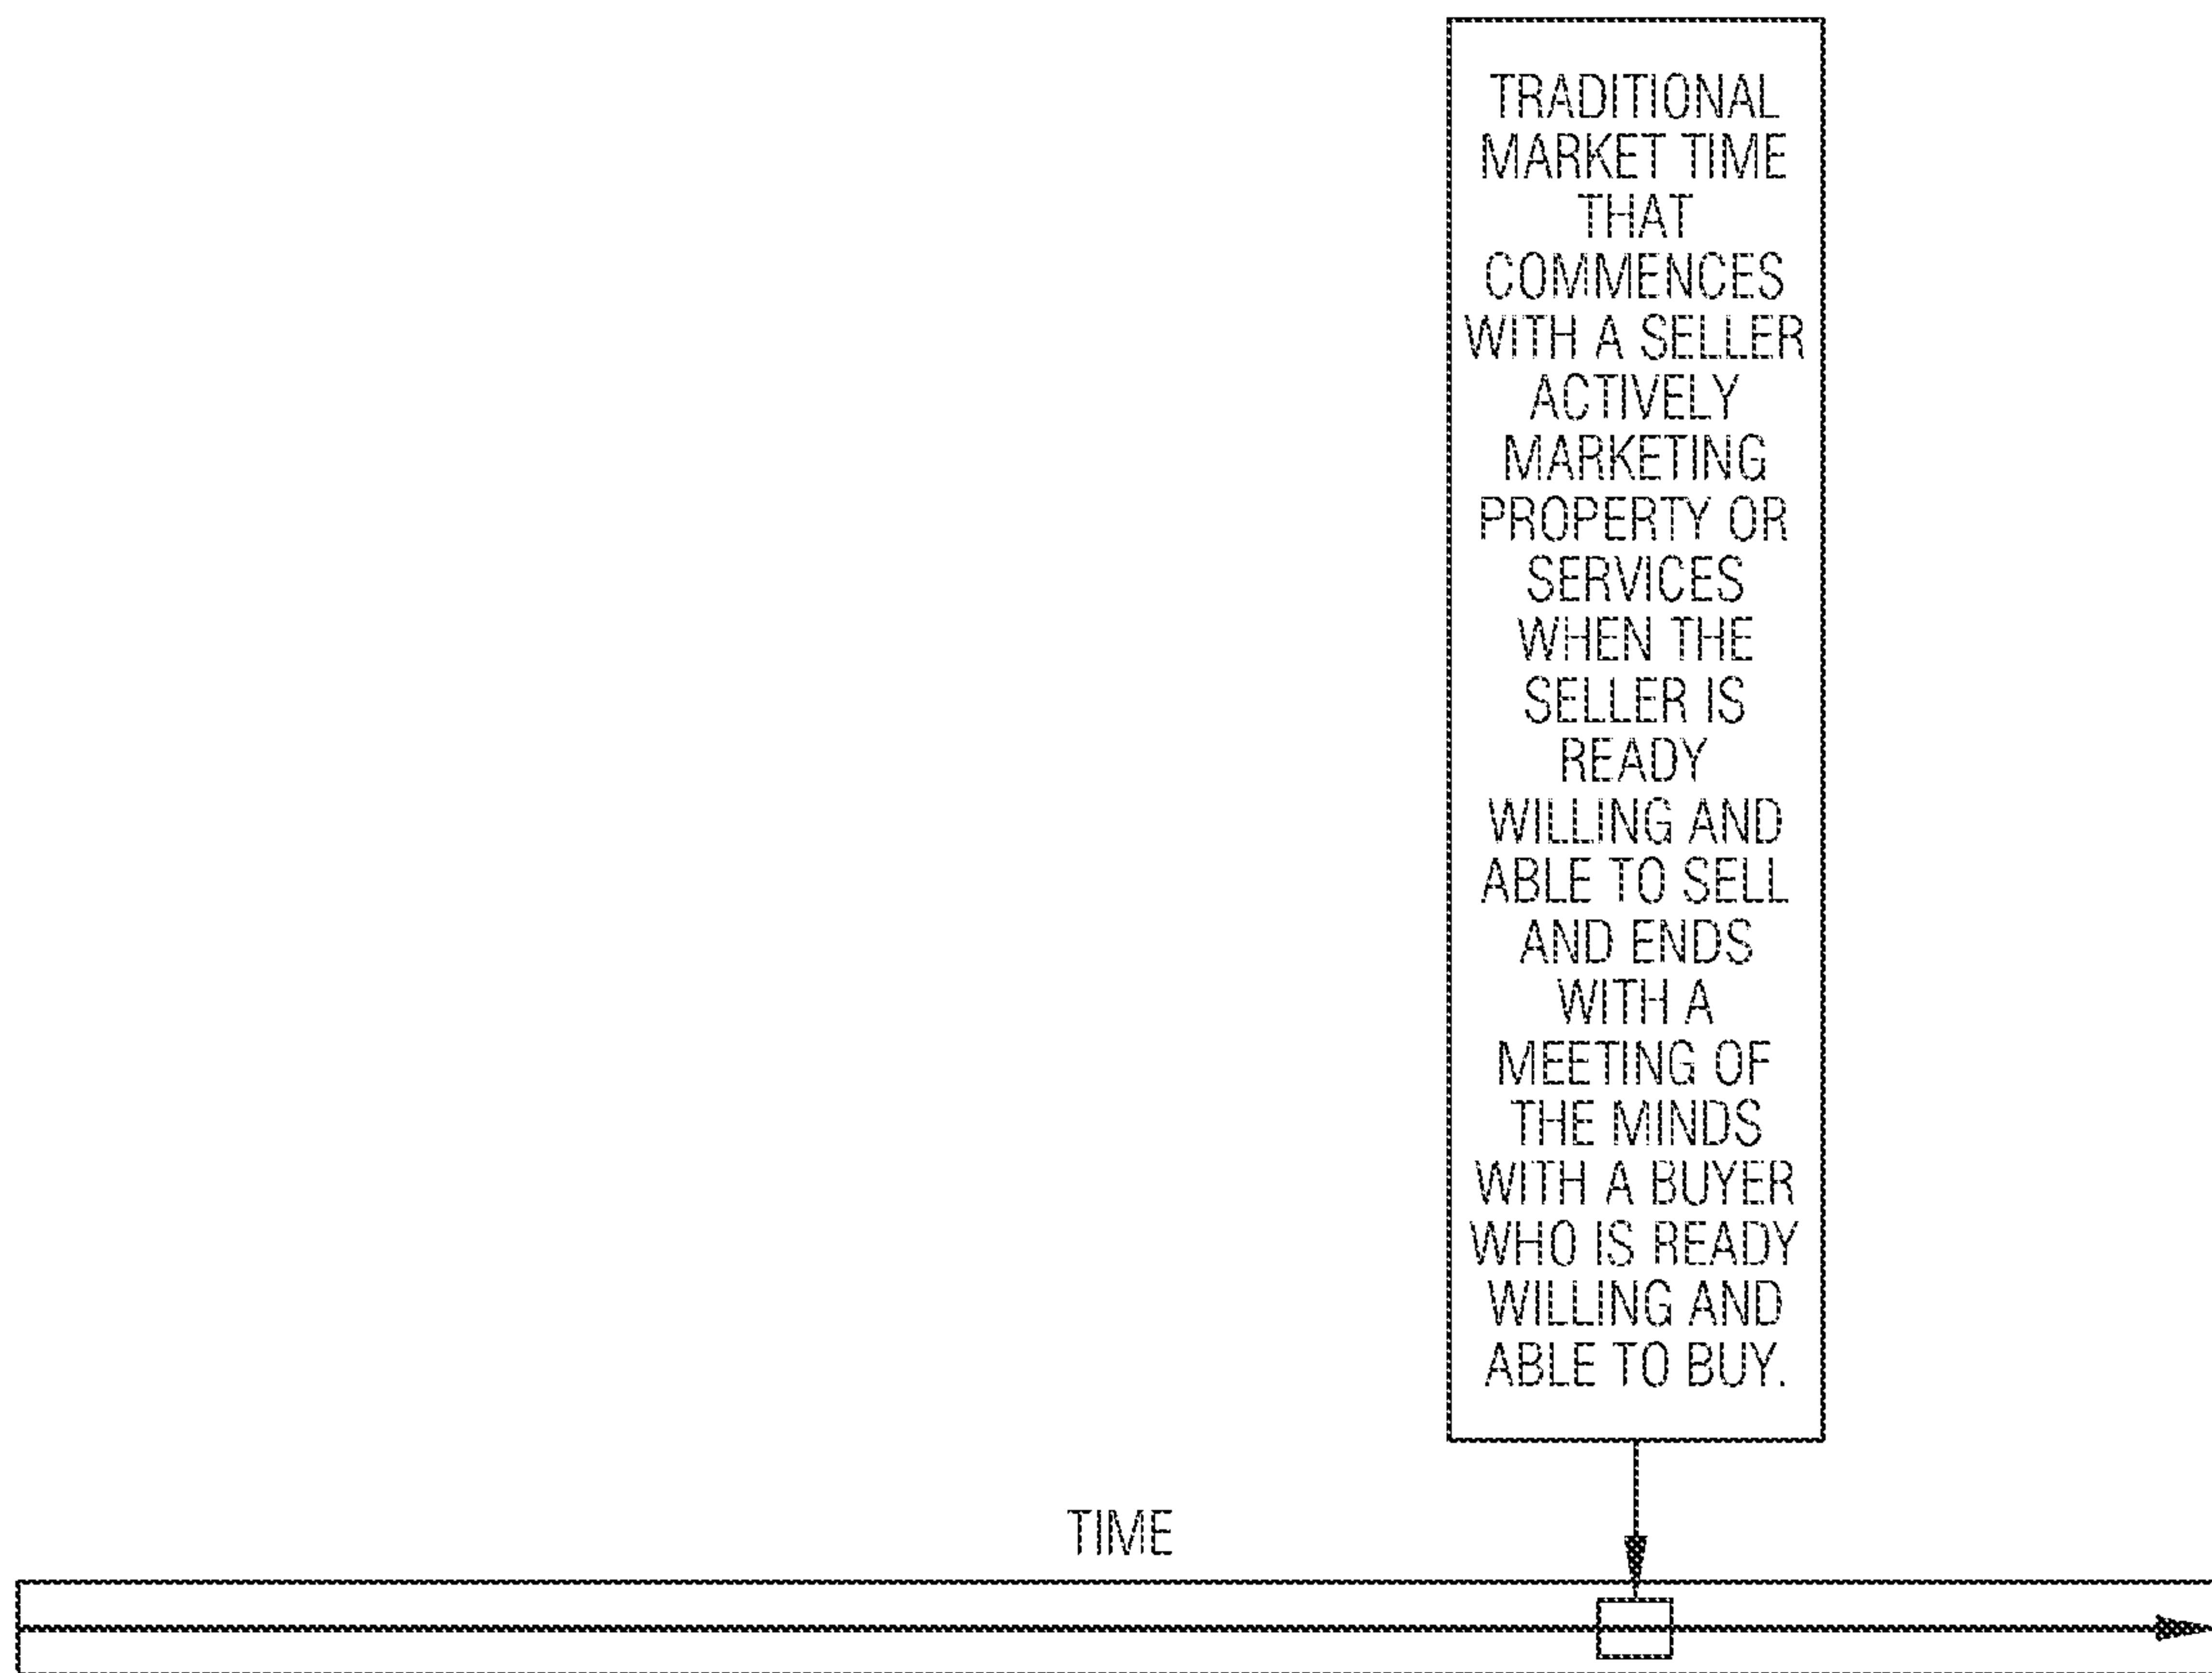 TRADITIONAL
MARKET TIME
THAT
COMMENCES
WITH A SELLER
ACTIVELY
MARKETING
PROPERTY OR
SERVICES
WHEN THE
SELLER IS
READY
WILLING AND
ABLE TO SELL
AND ENDS
WITH A
MEETING OF
THE MINDS
WITH A BUYER
WHO IS READY
WILLING AND
ABLE TO BUY.
TIME